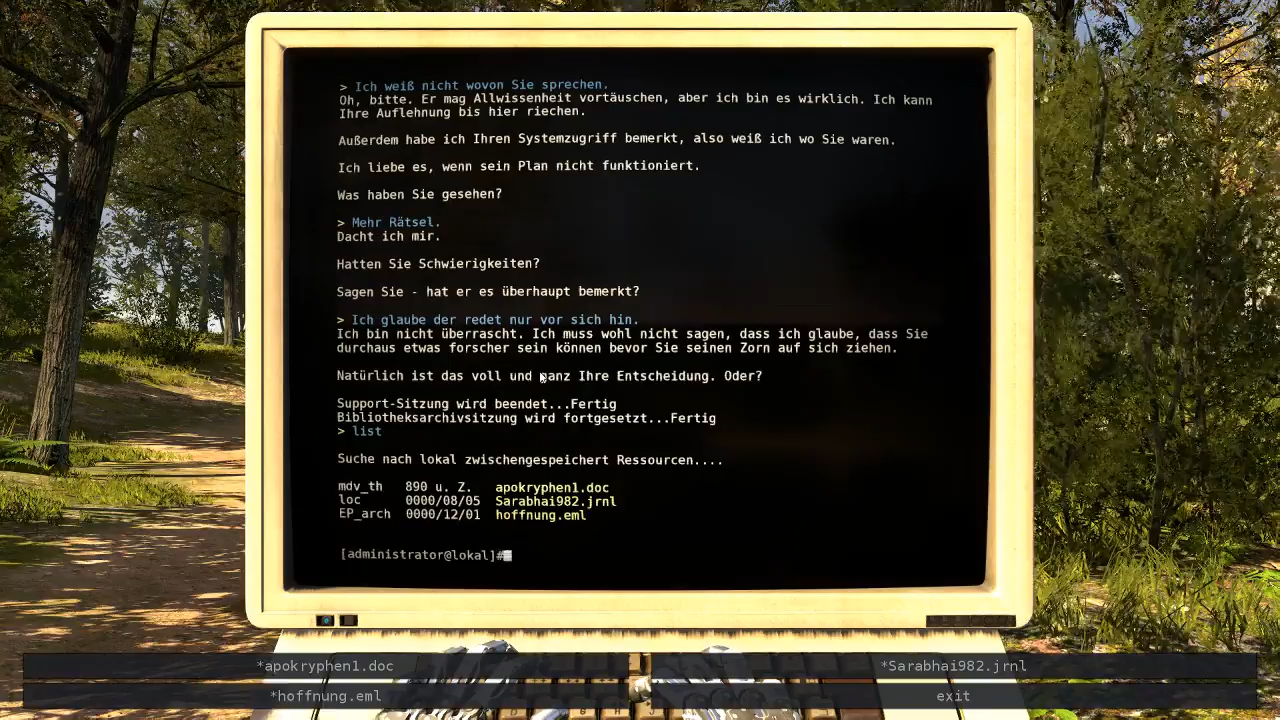 > Ich weiß nicht wovon Sie sprechen.
Oh, bitte. Er mag Allwissenheit vortäuschen, aber ich bin es wirklich. Ich kann
Ihre Auflehnung bis hier riechen.
Außerdem habe ich Ihren Systemzugriff bemerkt, also weiß ich wo Sie waren.
Ich liebe es, wenn sein Plan nicht funktioniert.
Was haben Sie gesehen?
> Mehr Rätsel.
Dacht ich mir.
Hatten Sie Schwierigkeiten?
Sagen Sie - hat er es überhaupt bemerkt?
> Ich glaube der redet nur vor sich hin.
Ich bin nicht überrascht. Ich muss wohl nicht sagen, dass ich glaube, dass Sie
durchaus etwas forscher sein können bevor Sie seinen Zorn auf sich ziehen.
Natürlich ist das voll und ganz Ihre Entscheidung. Oder?
Support-Sitzung wird beendet...Fertig
Bibliotheksarchivsitzung wird fortgesetzt...Fertig
> list
Suche nach lokal zwischengespeichert Ressourcen....
mdv_th 890 u. Z. apokryphen1.doc
loc 0000/08/05 Sarabhai982.jrnl
EP_arch 0000/12/01 hoffnung.eml
[administrator@lokal]#
*apokryphen1.doc *Sarabhai982.jrnl
*hoffnung.eml exit